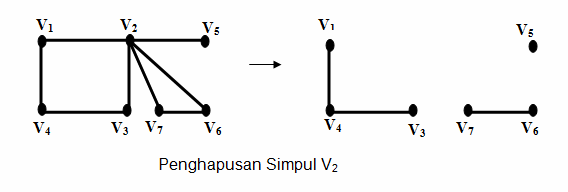 V1 V2 V5
V4 V3 V7 V6
V1 V5
V4 V3 V7 V6
Penghapusan Simpul V2